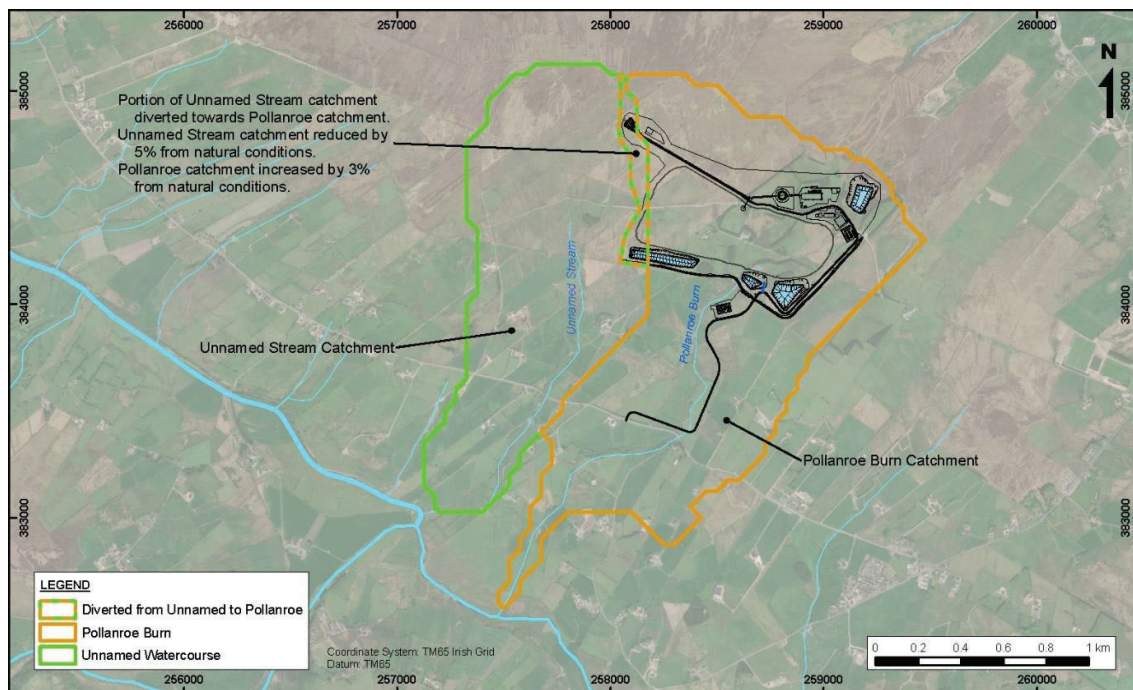 256000 257000 258000 259000 260000
385000
385000
N
Portion of Unnamed Stream catchment
diverted towards Pollanroe catchment.
Unnamed Stream catchment reduced by
5% from natural conditions.
Pollanroe catchment increased by 3%
from natural conditions.
Unnamed Stream
384000
384000
Pollanroe Burn
Unnamed Stream Catchment
Pollanroe Burn Catchment
383000
383000
LEGEND
Diverted from Unnamed to Pollanroe
Pollanroe Burn
Unnamed Watercourse
Coordinate System: TM65 Irish Grid
Datum: TM65
0 0.2 0.4 0.6 0.8 1 km
256000 257000 258000 259000 260000